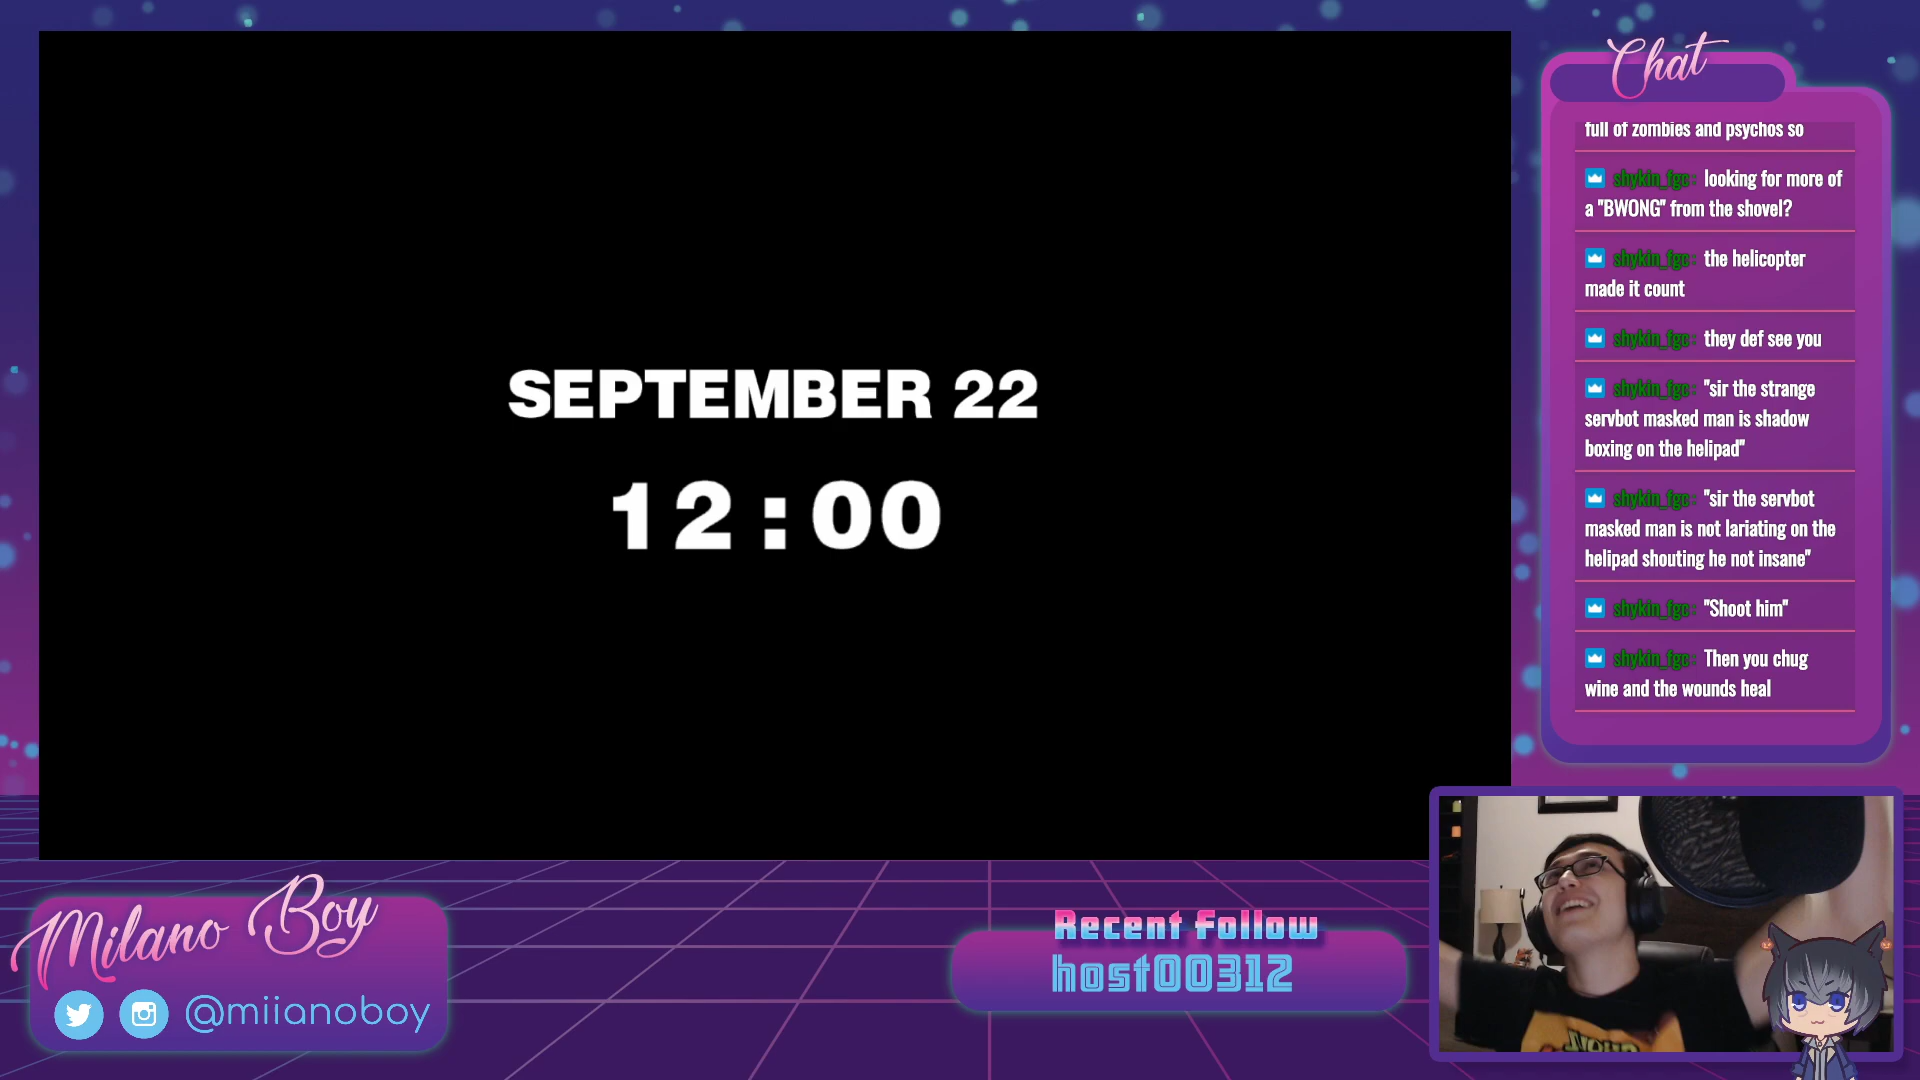 SEPTEMBER 22
12:00
Chat
full of zombies and psychos so
shykin_fgc: looking for more of
a "BWONG" from the shovel?
shykin_fgc: the helicopter
made it count
shykin_fgc: they def see you
shykin_fgc: "sir the strange
servbot masked man is shadow
boxing on the helipad"
shykin_fgc: "sir the servbot
masked man is not lariating on the
helipad shouting he not insane"
shykin_fgc: "Shoot him"
shykin_fgc: Then you chug
wine and the wounds heal
Milano Boy
@miianoboy
Recent Follow
host00312